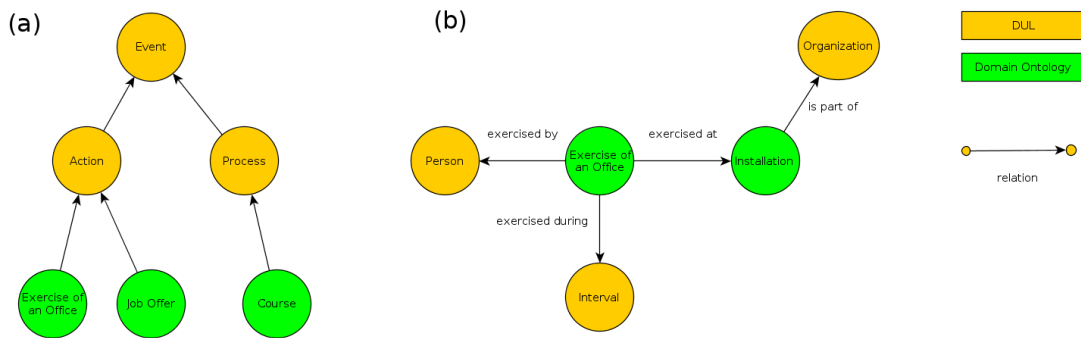 (a)
Event
Action
Process
Exercise of
an Office
Job Offer
Course
(b)
Organization
is part of
exercised by
exercised at
Person
Exercise of
an Office
Installation
exercised during
Interval
DUL
Domain Ontology
relation